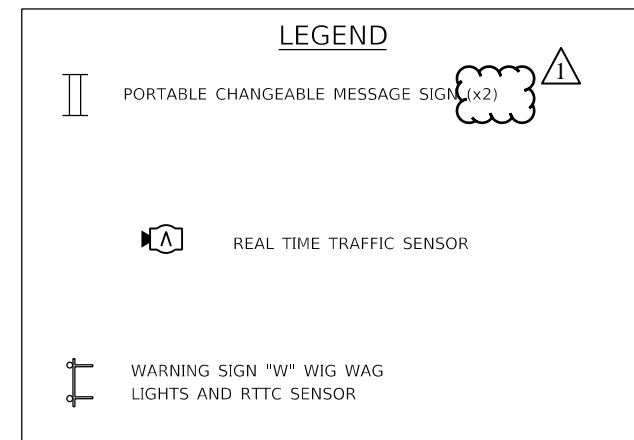 LEGEND
PORTABLE CHANGEABLE MESSAGE SIGN (x2)
1
REAL TIME TRAFFIC SENSOR
WARNING SIGN "W" WIG WAG
LIGHTS AND RTTC SENSOR